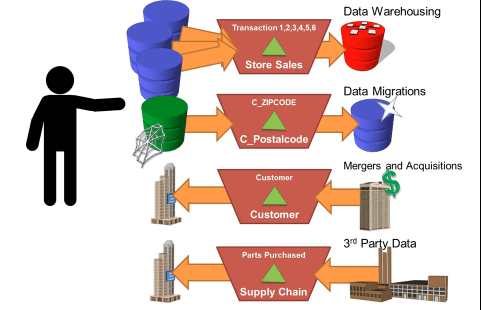 Data Warehousing
Transaction 1,2,3,4,5,6
Store Sales
Data Migrations
C_ZIPCODE
C_Postalcode
Mergers and Acquisitions
Customer
Customer
$
3rd Party Data
Parts Purchased
Supply Chain